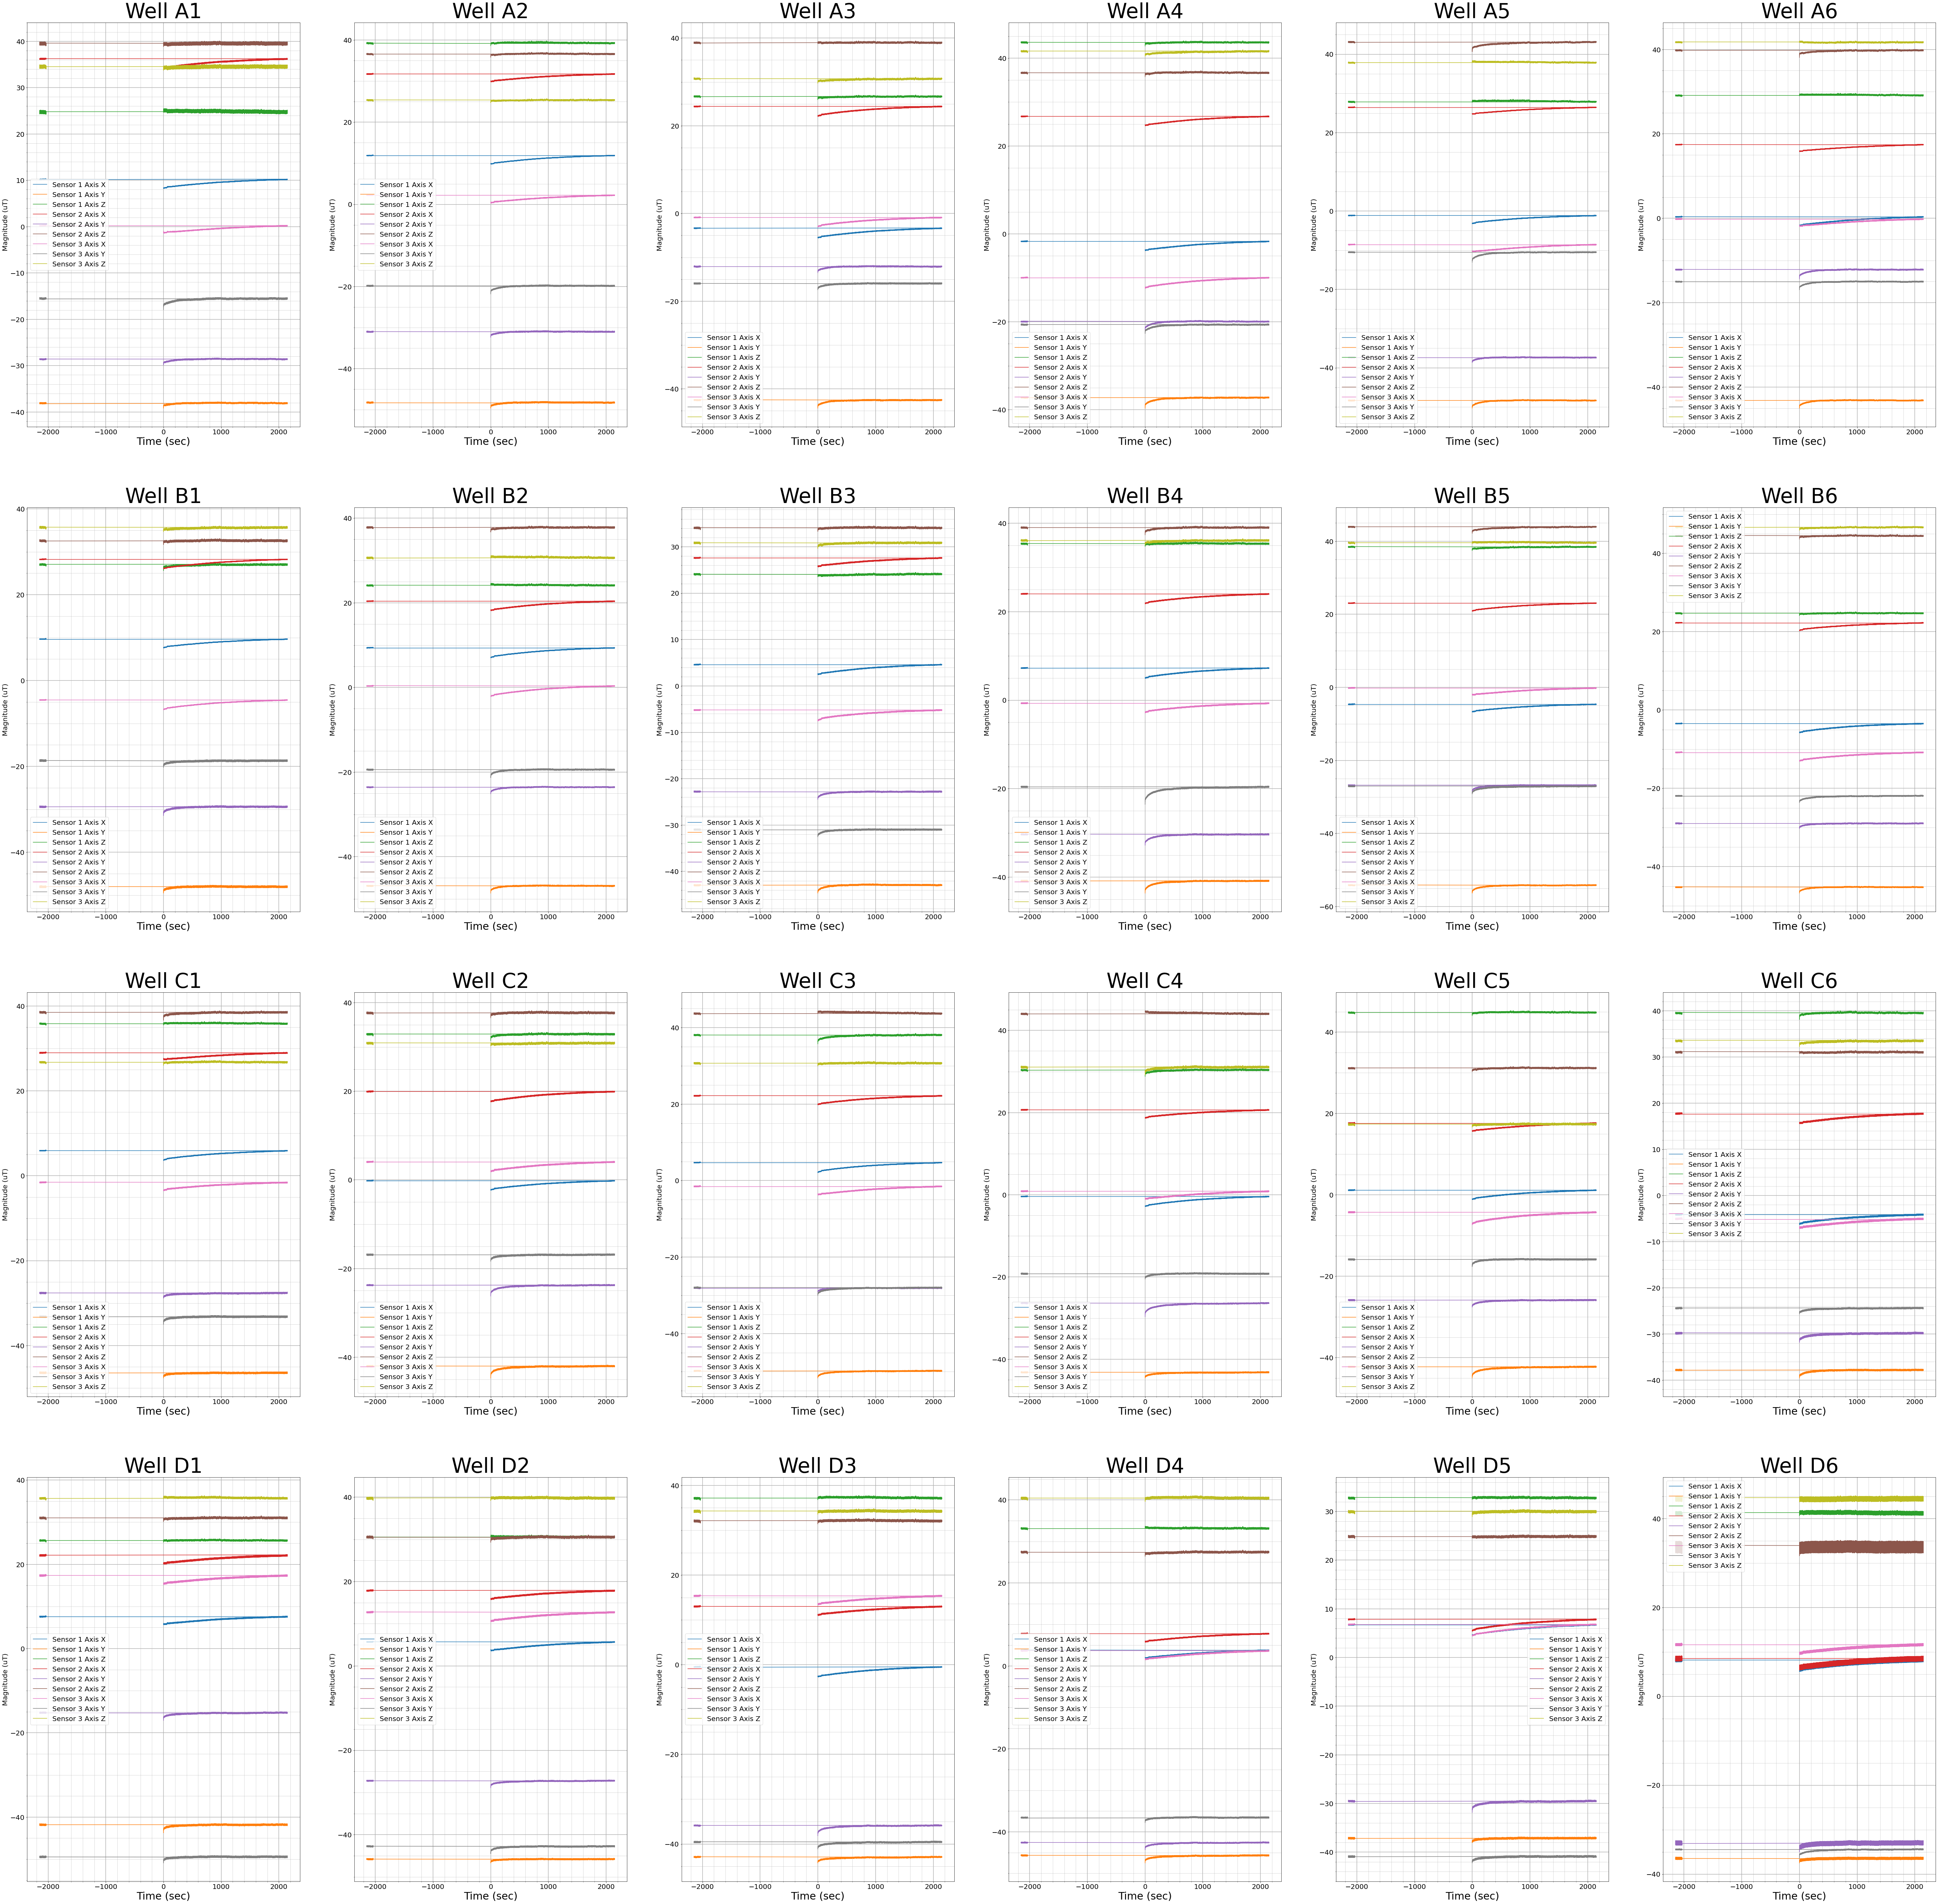 Well A1
40
30
20
10
0
−10
−20
−30
−40
Magnitude (uT)
Sensor 1 Axis X
Sensor 1 Axis Y
Sensor 1 Axis Z
Sensor 2 Axis X
Sensor 2 Axis Y
Sensor 2 Axis Z
Sensor 3 Axis X
Sensor 3 Axis Y
Sensor 3 Axis Z
−2000 −1000 0 1000 2000
Time (sec)
Well A2
40
20
0
−20
−40
Magnitude (uT)
Sensor 1 Axis X
Sensor 1 Axis Y
Sensor 1 Axis Z
Sensor 2 Axis X
Sensor 2 Axis Y
Sensor 2 Axis Z
Sensor 3 Axis X
Sensor 3 Axis Y
Sensor 3 Axis Z
−2000 −1000 0 1000 2000
Time (sec)
Well A3
40
20
0
−20
−40
Magnitude (uT)
Sensor 1 Axis X
Sensor 1 Axis Y
Sensor 1 Axis Z
Sensor 2 Axis X
Sensor 2 Axis Y
Sensor 2 Axis Z
Sensor 3 Axis X
Sensor 3 Axis Y
Sensor 3 Axis Z
−2000 −1000 0 1000 2000
Time (sec)
Well A4
40
20
0
−20
−40
Magnitude (uT)
Sensor 1 Axis X
Sensor 1 Axis Y
Sensor 1 Axis Z
Sensor 2 Axis X
Sensor 2 Axis Y
Sensor 2 Axis Z
Sensor 3 Axis X
Sensor 3 Axis Y
Sensor 3 Axis Z
−2000 −1000 0 1000 2000
Time (sec)
Well A5
40
20
0
−20
−40
Magnitude (uT)
Sensor 1 Axis X
Sensor 1 Axis Y
Sensor 1 Axis Z
Sensor 2 Axis X
Sensor 2 Axis Y
Sensor 2 Axis Z
Sensor 3 Axis X
Sensor 3 Axis Y
Sensor 3 Axis Z
−2000 −1000 0 1000 2000
Time (sec)
Well A6
40
20
0
−20
−40
Magnitude (uT)
Sensor 1 Axis X
Sensor 1 Axis Y
Sensor 1 Axis Z
Sensor 2 Axis X
Sensor 2 Axis Y
Sensor 2 Axis Z
Sensor 3 Axis X
Sensor 3 Axis Y
Sensor 3 Axis Z
−2000 −1000 0 1000 2000
Time (sec)
Well B1
40
20
0
−20
−40
Magnitude (uT)
Sensor 1 Axis X
Sensor 1 Axis Y
Sensor 1 Axis Z
Sensor 2 Axis X
Sensor 2 Axis Y
Sensor 2 Axis Z
Sensor 3 Axis X
Sensor 3 Axis Y
Sensor 3 Axis Z
−2000 −1000 0 1000 2000
Time (sec)
Well B2
40
20
0
−20
−40
Magnitude (uT)
Sensor 1 Axis X
Sensor 1 Axis Y
Sensor 1 Axis Z
Sensor 2 Axis X
Sensor 2 Axis Y
Sensor 2 Axis Z
Sensor 3 Axis X
Sensor 3 Axis Y
Sensor 3 Axis Z
−2000 −1000 0 1000 2000
Time (sec)
Well B3
30
20
10
0
−10
−20
−30
−40
Magnitude (uT)
Sensor 1 Axis X
Sensor 1 Axis Y
Sensor 1 Axis Z
Sensor 2 Axis X
Sensor 2 Axis Y
Sensor 2 Axis Z
Sensor 3 Axis X
Sensor 3 Axis Y
Sensor 3 Axis Z
−2000 −1000 0 1000 2000
Time (sec)
Well B4
40
20
0
−20
−40
Magnitude (uT)
Sensor 1 Axis X
Sensor 1 Axis Y
Sensor 1 Axis Z
Sensor 2 Axis X
Sensor 2 Axis Y
Sensor 2 Axis Z
Sensor 3 Axis X
Sensor 3 Axis Y
Sensor 3 Axis Z
−2000 −1000 0 1000 2000
Time (sec)
Well B5
40
20
0
−20
−40
−60
Magnitude (uT)
Sensor 1 Axis X
Sensor 1 Axis Y
Sensor 1 Axis Z
Sensor 2 Axis X
Sensor 2 Axis Y
Sensor 2 Axis Z
Sensor 3 Axis X
Sensor 3 Axis Y
Sensor 3 Axis Z
−2000 −1000 0 1000 2000
Time (sec)
Well B6
40
20
0
−20
−40
Magnitude (uT)
Sensor 1 Axis X
Sensor 1 Axis Y
Sensor 1 Axis Z
Sensor 2 Axis X
Sensor 2 Axis Y
Sensor 2 Axis Z
Sensor 3 Axis X
Sensor 3 Axis Y
Sensor 3 Axis Z
−2000 −1000 0 1000 2000
Time (sec)
Well C1
40
20
0
−20
−40
Magnitude (uT)
Sensor 1 Axis X
Sensor 1 Axis Y
Sensor 1 Axis Z
Sensor 2 Axis X
Sensor 2 Axis Y
Sensor 2 Axis Z
Sensor 3 Axis X
Sensor 3 Axis Y
Sensor 3 Axis Z
−2000 −1000 0 1000 2000
Time (sec)
Well C2
40
20
0
−20
−40
Magnitude (uT)
Sensor 1 Axis X
Sensor 1 Axis Y
Sensor 1 Axis Z
Sensor 2 Axis X
Sensor 2 Axis Y
Sensor 2 Axis Z
Sensor 3 Axis X
Sensor 3 Axis Y
Sensor 3 Axis Z
−2000 −1000 0 1000 2000
Time (sec)
Well C3
40
20
0
−20
−40
Magnitude (uT)
Sensor 1 Axis X
Sensor 1 Axis Y
Sensor 1 Axis Z
Sensor 2 Axis X
Sensor 2 Axis Y
Sensor 2 Axis Z
Sensor 3 Axis X
Sensor 3 Axis Y
Sensor 3 Axis Z
−2000 −1000 0 1000 2000
Time (sec)
Well C4
40
20
0
−20
−40
Magnitude (uT)
Sensor 1 Axis X
Sensor 1 Axis Y
Sensor 1 Axis Z
Sensor 2 Axis X
Sensor 2 Axis Y
Sensor 2 Axis Z
Sensor 3 Axis X
Sensor 3 Axis Y
Sensor 3 Axis Z
−2000 −1000 0 1000 2000
Time (sec)
Well C5
40
20
0
−20
−40
Magnitude (uT)
Sensor 1 Axis X
Sensor 1 Axis Y
Sensor 1 Axis Z
Sensor 2 Axis X
Sensor 2 Axis Y
Sensor 2 Axis Z
Sensor 3 Axis X
Sensor 3 Axis Y
Sensor 3 Axis Z
−2000 −1000 0 1000 2000
Time (sec)
Well C6
40
30
20
10
0
−10
−20
−30
−40
Magnitude (uT)
Sensor 1 Axis X
Sensor 1 Axis Y
Sensor 1 Axis Z
Sensor 2 Axis X
Sensor 2 Axis Y
Sensor 2 Axis Z
Sensor 3 Axis X
Sensor 3 Axis Y
Sensor 3 Axis Z
−2000 −1000 0 1000 2000
Time (sec)
Well D1
40
20
0
−20
−40
Magnitude (uT)
Sensor 1 Axis X
Sensor 1 Axis Y
Sensor 1 Axis Z
Sensor 2 Axis X
Sensor 2 Axis Y
Sensor 2 Axis Z
Sensor 3 Axis X
Sensor 3 Axis Y
Sensor 3 Axis Z
−2000 −1000 0 1000 2000
Time (sec)
Well D2
40
20
0
−20
−40
Magnitude (uT)
Sensor 1 Axis X
Sensor 1 Axis Y
Sensor 1 Axis Z
Sensor 2 Axis X
Sensor 2 Axis Y
Sensor 2 Axis Z
Sensor 3 Axis X
Sensor 3 Axis Y
Sensor 3 Axis Z
−2000 −1000 0 1000 2000
Time (sec)
Well D3
40
20
0
−20
−40
Magnitude (uT)
Sensor 1 Axis X
Sensor 1 Axis Y
Sensor 1 Axis Z
Sensor 2 Axis X
Sensor 2 Axis Y
Sensor 2 Axis Z
Sensor 3 Axis X
Sensor 3 Axis Y
Sensor 3 Axis Z
−2000 −1000 0 1000 2000
Time (sec)
Well D4
40
20
0
−20
−40
Magnitude (uT)
Sensor 1 Axis X
Sensor 1 Axis Y
Sensor 1 Axis Z
Sensor 2 Axis X
Sensor 2 Axis Y
Sensor 2 Axis Z
Sensor 3 Axis X
Sensor 3 Axis Y
Sensor 3 Axis Z
−2000 −1000 0 1000 2000
Time (sec)
Well D5
30
20
10
0
−10
−20
−30
−40
Magnitude (uT)
Sensor 1 Axis X
Sensor 1 Axis Y
Sensor 1 Axis Z
Sensor 2 Axis X
Sensor 2 Axis Y
Sensor 2 Axis Z
Sensor 3 Axis X
Sensor 3 Axis Y
Sensor 3 Axis Z
−2000 −1000 0 1000 2000
Time (sec)
Well D6
40
20
0
−20
−40
Magnitude (uT)
Sensor 1 Axis X
Sensor 1 Axis Y
Sensor 1 Axis Z
Sensor 2 Axis X
Sensor 2 Axis Y
Sensor 2 Axis Z
Sensor 3 Axis X
Sensor 3 Axis Y
Sensor 3 Axis Z
−2000 −1000 0 1000 2000
Time (sec)